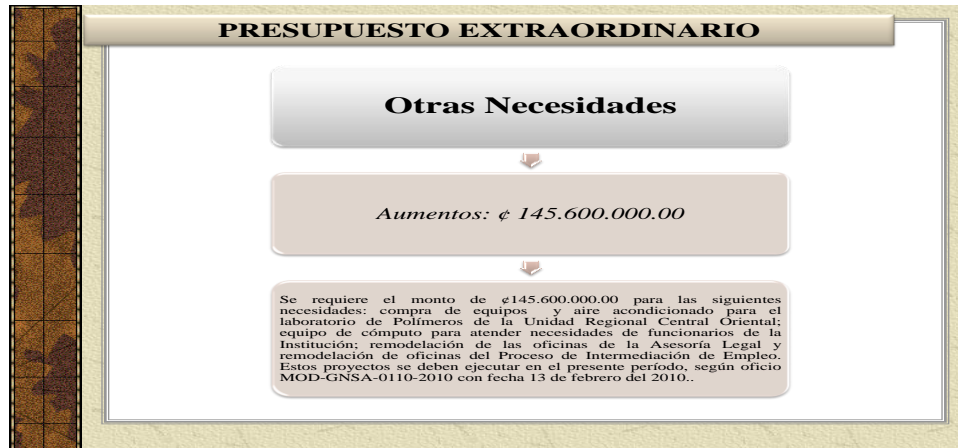 PRESUPUESTO EXTRAORDINARIO
Otras Necesidades
Aumentos: ¢ 145.600.000.00
Se requiere el monto de ¢145.600.000.00 para las siguientes
necesidades: compra de equipos y aire acondicionado para el
laboratorio de Polímeros de la Unidad Regional Central Oriental;
equipo de cómputo para atender necesidades de funcionarios de la
Institución; remodelación de las oficinas de la Asesoría Legal y
remodelación de oficinas del Proceso de Intermediación de Empleo.
Estos proyectos se deben ejecutar en el presente período, según oficio
MOD-GNSA-0110-2010 con fecha 13 de febrero del 2010..